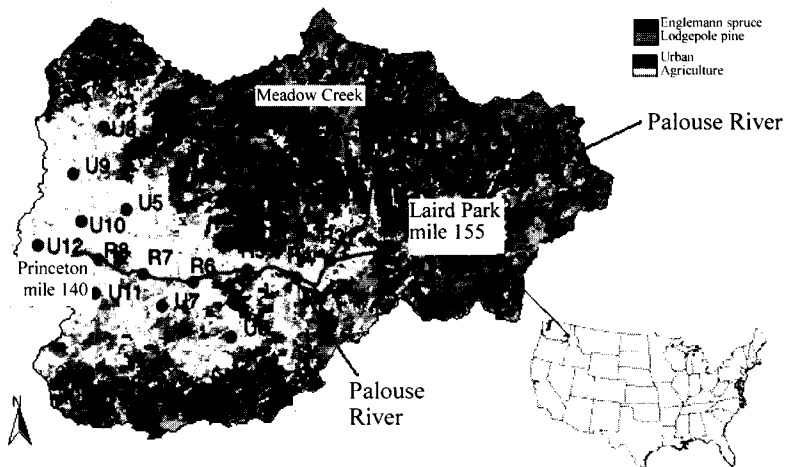 Englemann spruce
Lodgepole pine
Urban
Agriculture
Meadow Creek
Palouse River
U8
U9
U5
U10
Laird Park
mile 155
U12
R8
R7
R6
Princeton
mile 140
U11
U7
Palouse
River
N